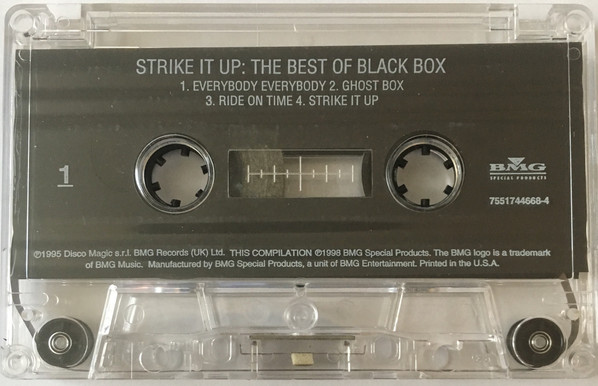 STRIKE IT UP: THE BEST OF BLACK BOX
1. EVERYBODY EVERYBODY 2. GHOST BOX
3. RIDE ON TIME 4. STRIKE IT UP
1
BMG
SPECIAL PRODUCTS
7551744668-4
℗1995 Disco Magic s.r.l. BMG Records (UK) Ltd. THIS COMPILATION ℗1998 BMG Special Products. The BMG logo is a trademark
of BMG Music. Manufactured by BMG Special Products, a unit of BMG Entertainment. Printed in the U.S.A.